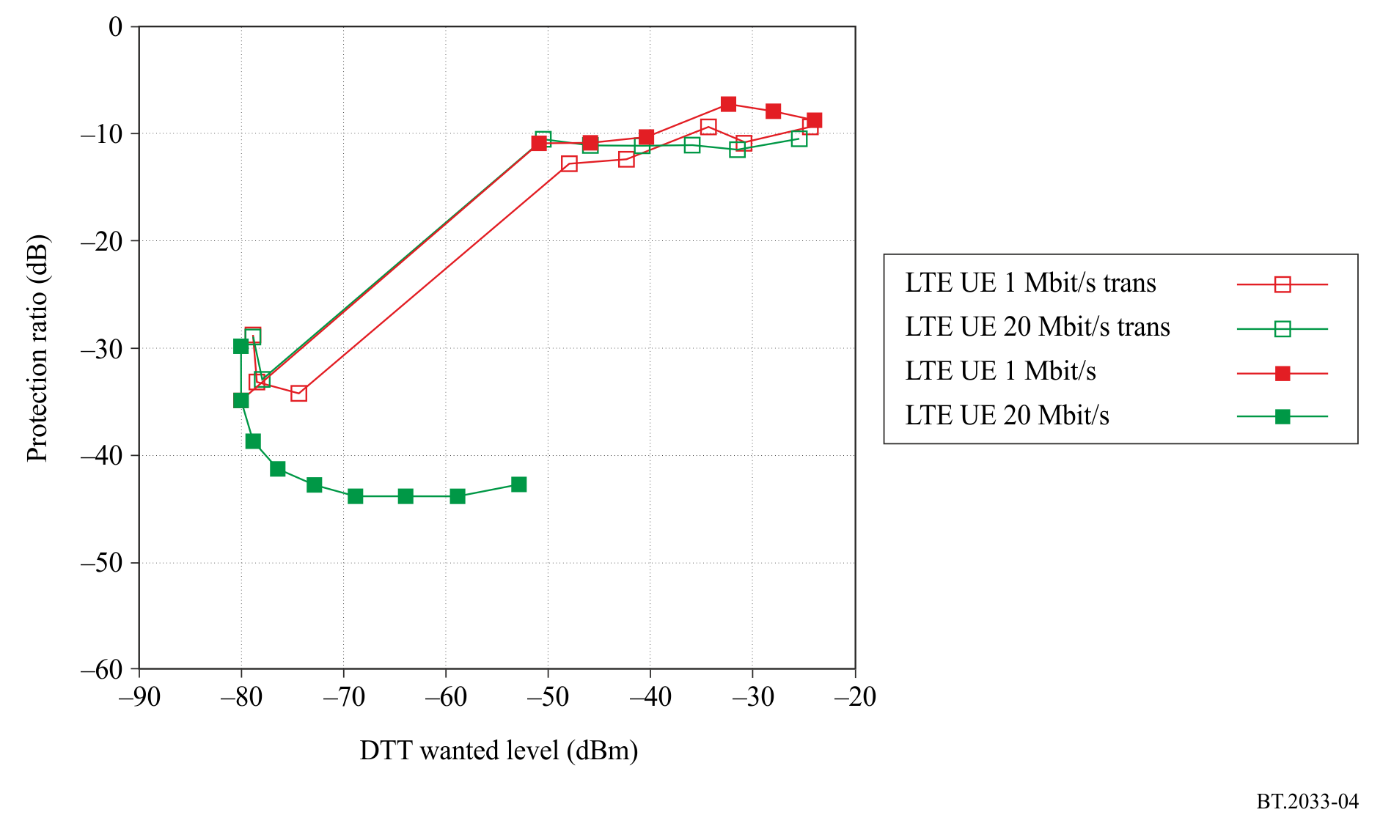 0
–10
–20
–30
–40
–50
–60
–90 –80 –70 –60 –50 –40 –30 –20
Protection ratio (dB)
DTT wanted level (dBm)
LTE UE 1 Mbit/s trans
LTE UE 20 Mbit/s trans
LTE UE 1 Mbit/s
LTE UE 20 Mbit/s
BT.2033-04